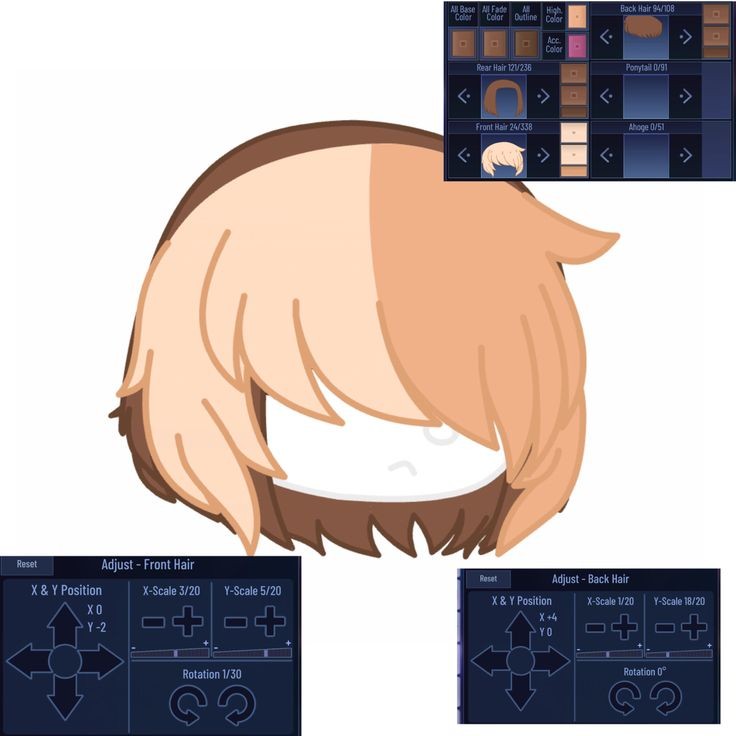 All Base
Color
All Fade
Color
All
Outline
High.
Color
Acc.
Color
Back Hair 94/108
Rear Hair 121/236
Ponytail 0/91
Front Hair 24/338
Ahoge 0/51
Reset
Adjust - Front Hair
X & Y Position
X 0
Y -2
X-Scale 3/20
Y-Scale 5/20
- +
- +
- +
- +
Rotation 1/30
Reset
Adjust - Back Hair
X & Y Position
X +4
Y 0
X-Scale 1/20
Y-Scale 18/20
- +
- +
- +
- +
Rotation 0°